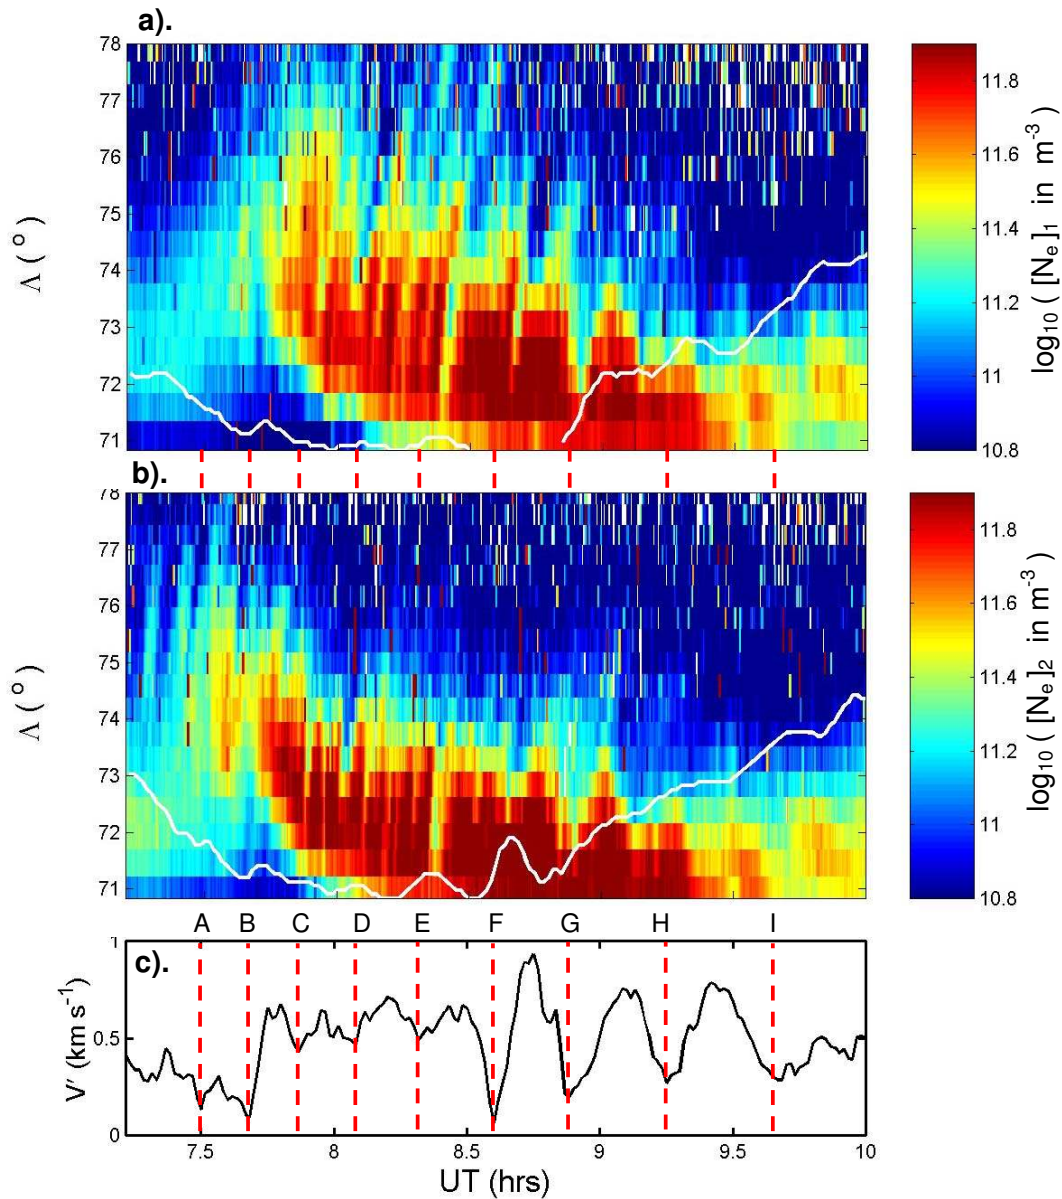 a).
78
77
76
75
74
73
72
71
Λ ( o )
11.8
11.6
11.4
11.2
11
10.8
log10 ( [Ne]1 in m-3)
b).
78
77
76
75
74
73
72
71
Λ ( o )
11.8
11.6
11.4
11.2
11
10.8
log10 ( [Ne]2 in m-3)
A B C D E F G H I
c).
1
0.5
0
V' (km s-1)
7.5 8 8.5 9 9.5 10
UT (hrs)